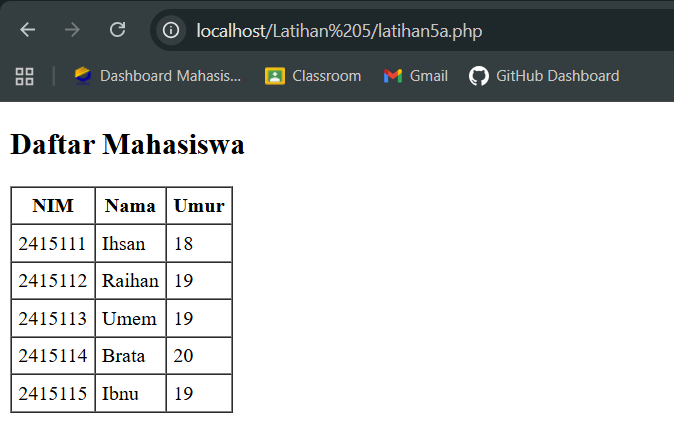 localhost/Latihan%205/latihan5a.php
Dashboard Mahasis... Classroom Gmail GitHub Dashboard
Daftar Mahasiswa
NIM Nama Umur
2415111 Ihsan 18
2415112 Raihan 19
2415113 Umem 19
2415114 Brata 20
2415115 Ibnu 19